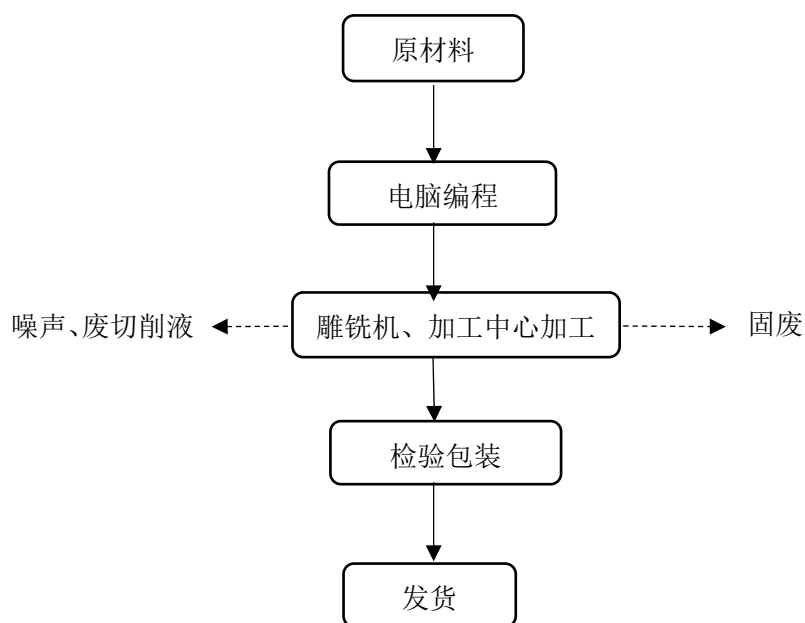 原材料
电脑编程
噪声、废切削液
雕铣机、加工中心加工
固废
检验包装
发货